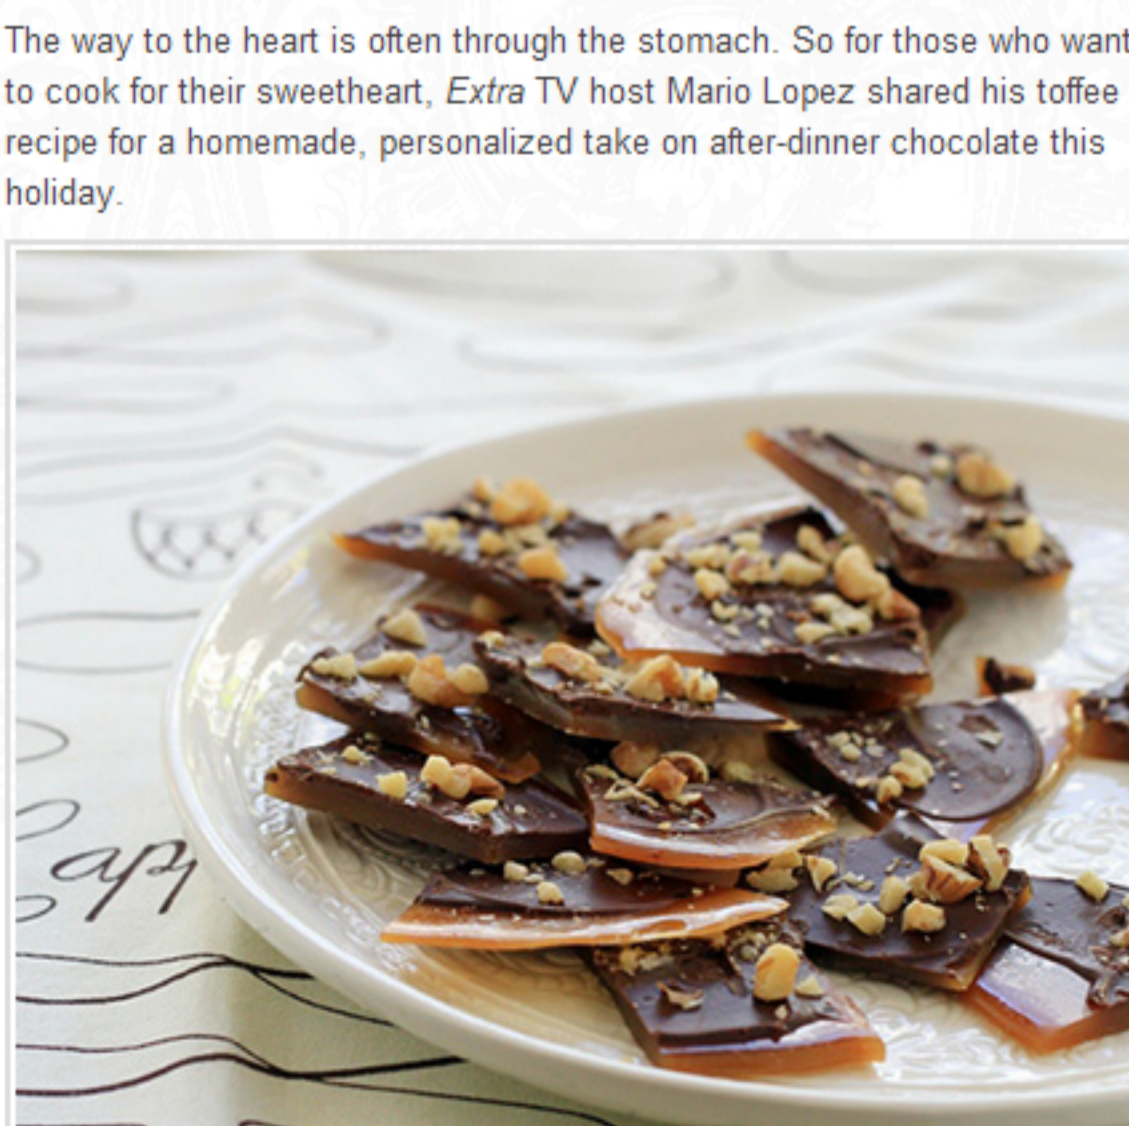 The way to the heart is often through the stomach. So for those who want
to cook for their sweetheart, Extra TV host Mario Lopez shared his toffee
recipe for a homemade, personalized take on after-dinner chocolate this
holiday.